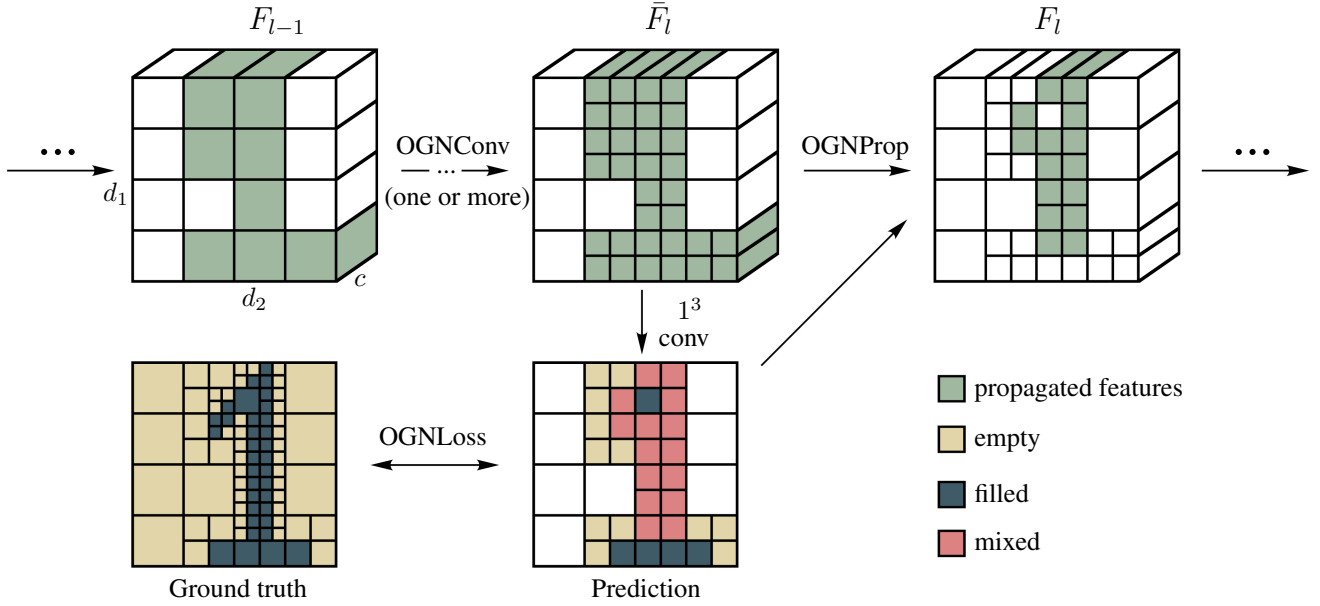 F_{l−1}
F̄_l
F_l
...
OGNConv
...
(one or more)
OGNProp
...
d_1
d_2
c
1^3
conv
propagated features
empty
filled
mixed
OGNLoss
Ground truth
Prediction